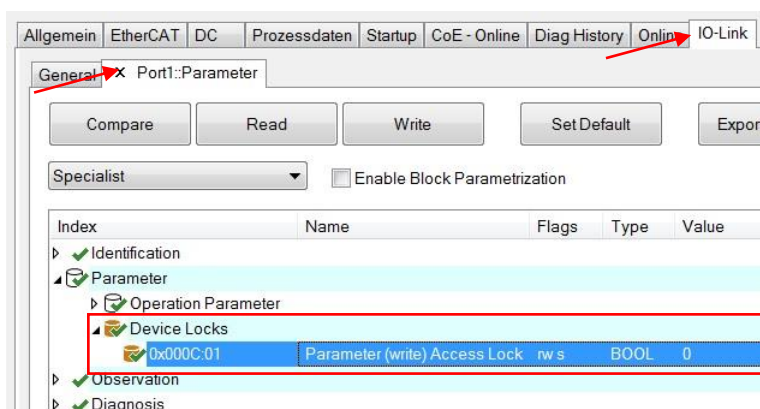 Allgemein EtherCAT DC Prozessdaten Startup CoE - Online Diag History Online IO-Link
General Port1::Parameter
Compare Read Write Set Default
Specialist Enable Block Parametrization
Index Name Flags Type Value
Identification
Parameter
Operation Parameter
Device Locks
0x000C:01 Parameter (write) Access Lock rw s BOOL 0
Observation
Diagnosis